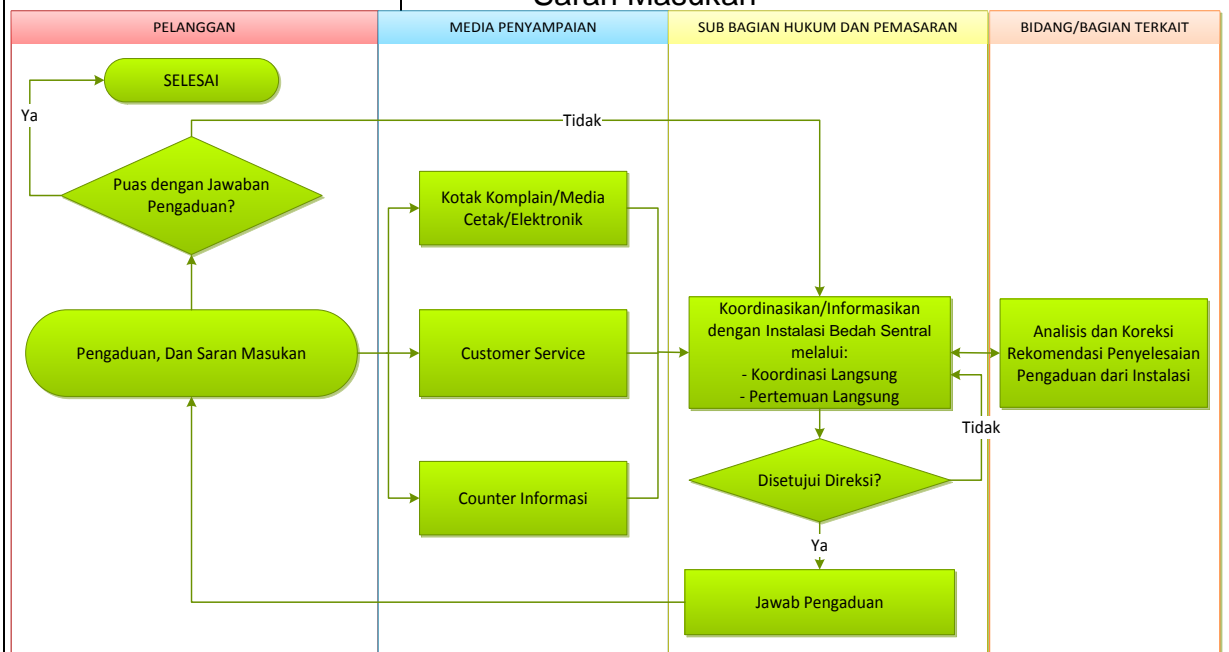 Saran Masukan
PELANGGAN
MEDIA PENYAMPAIAN
SUB BAGIAN HUKUM DAN PEMASARAN
BIDANG/BAGIAN TERKAIT
SELESAI
Ya
Tidak
Puas dengan Jawaban
Pengaduan?
Kotak Komplain/Media
Cetak/Elektronik
Pengaduan, Dan Saran Masukan
Customer Service
Koordinasikan/Informasikan
dengan Instalasi Bedah Sentral
melalui:
- Koordinasi Langsung
- Pertemuan Langsung
Analisis dan Koreksi
Rekomendasi Penyelesaian
Pengaduan dari Instalasi
Tidak
Counter Informasi
Disetujui Direksi?
Ya
Jawab Pengaduan